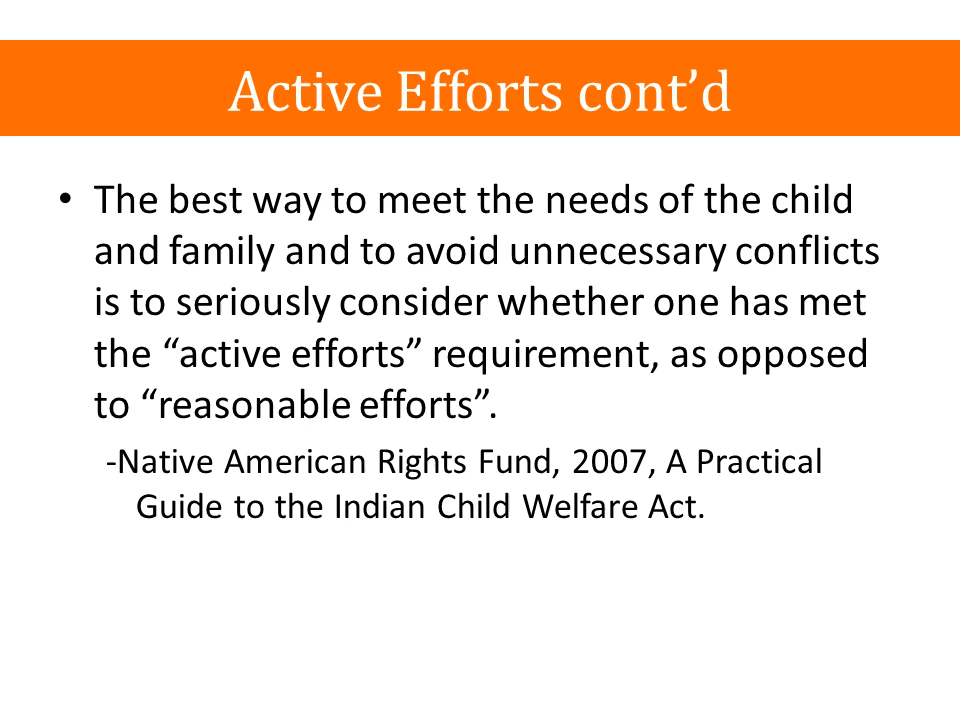 Active Efforts cont’d
• The best way to meet the needs of the child
and family and to avoid unnecessary conflicts
is to seriously consider whether one has met
the “active efforts” requirement, as opposed
to “reasonable efforts”.
-Native American Rights Fund, 2007, A Practical
Guide to the Indian Child Welfare Act.